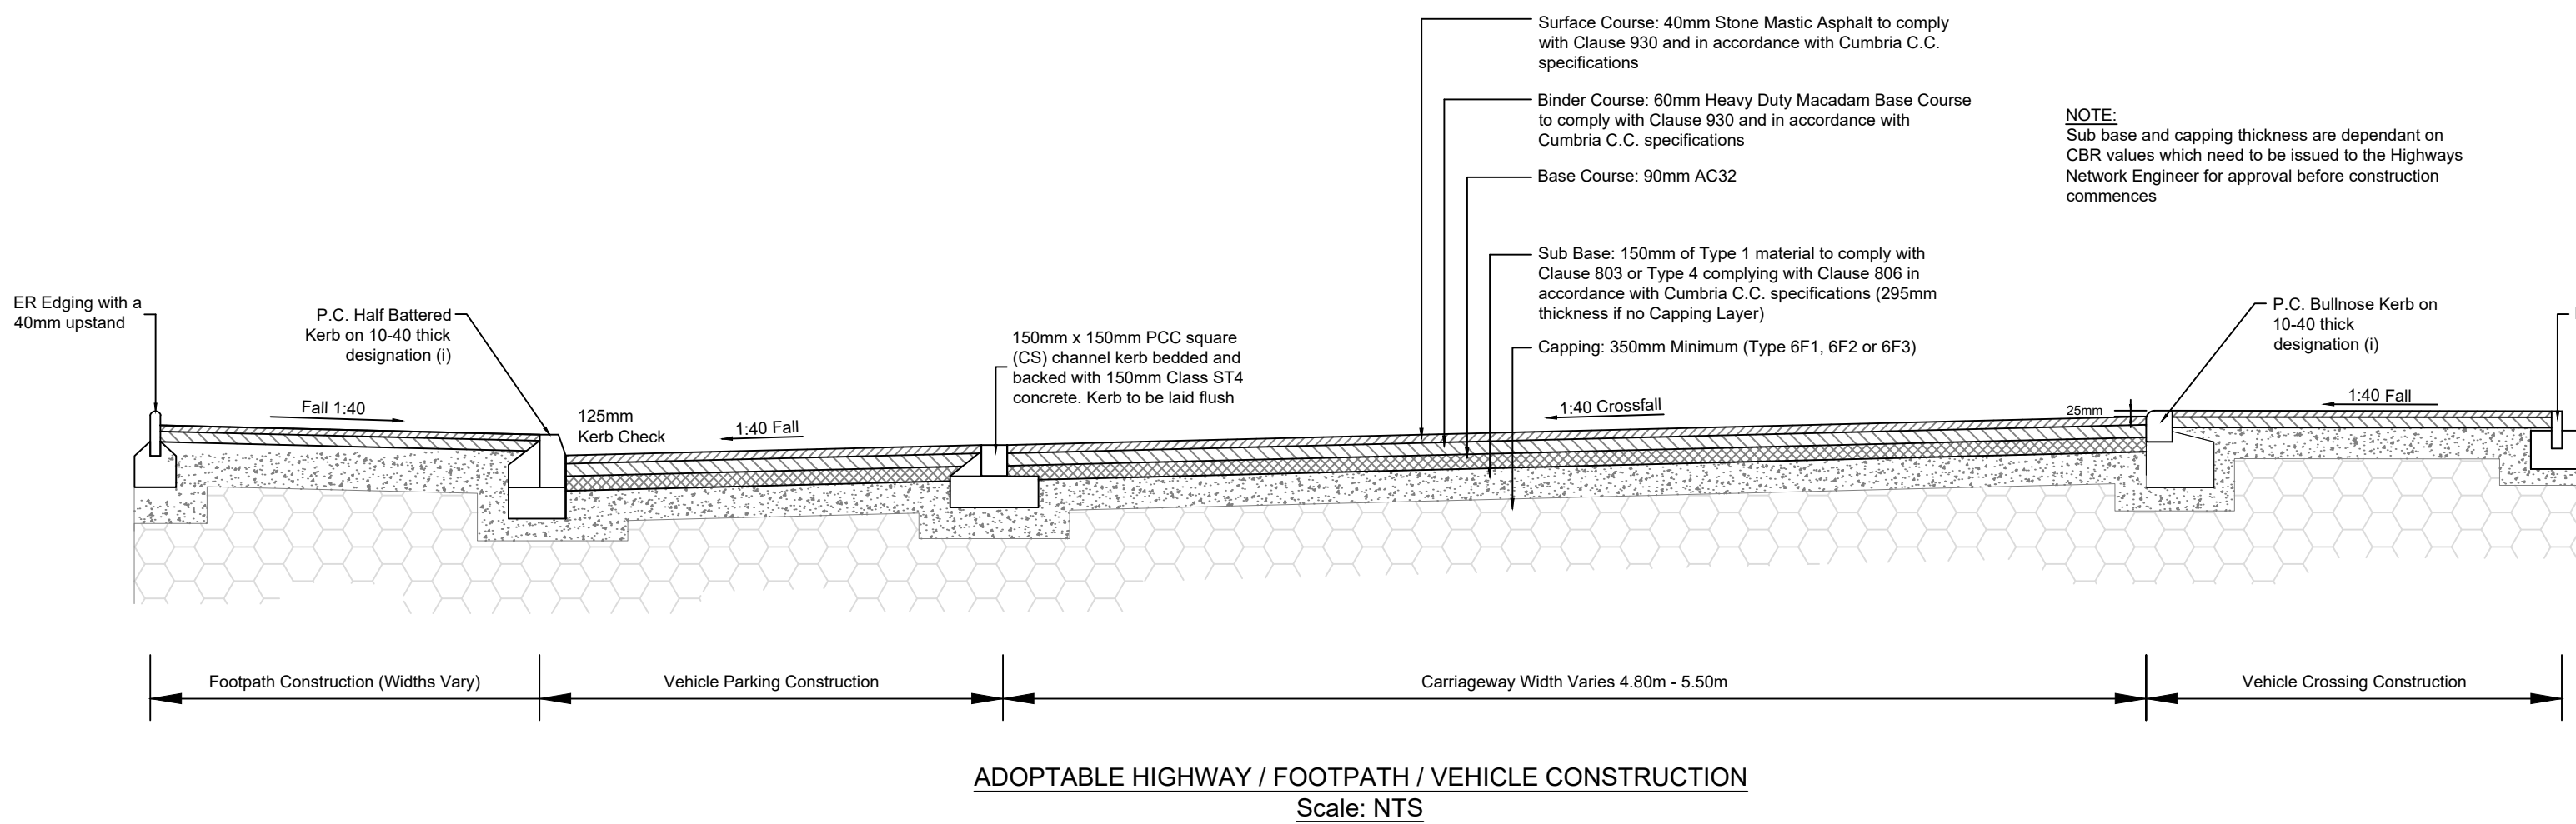 Surface Course: 40mm Stone Mastic Asphalt to comply
with Clause 930 and in accordance with Cumbria C.C.
specifications
Binder Course: 60mm Heavy Duty Macadam Base Course
to comply with Clause 930 and in accordance with
Cumbria C.C. specifications
Base Course: 90mm AC32
NOTE:
Sub base and capping thickness are dependant on
CBR values which need to be issued to the Highways
Network Engineer for approval before construction
commences
Sub Base: 150mm of Type 1 material to comply with
Clause 803 or Type 4 complying with Clause 806 in
accordance with Cumbria C.C. specifications (295mm
thickness if no Capping Layer)
Capping: 350mm Minimum (Type 6F1, 6F2 or 6F3)
ER Edging with a
40mm upstand
P.C. Half Battered
Kerb on 10-40 thick
designation (i)
150mm x 150mm PCC square
(CS) channel kerb bedded and
backed with 150mm Class ST4
concrete. Kerb to be laid flush
P.C. Bullnose Kerb on
10-40 thick
designation (i)
Fall 1:40
125mm
Kerb Check
1:40 Fall
1:40 Crossfall
25mm
1:40 Fall
Footpath Construction (Widths Vary)
Vehicle Parking Construction
Carriageway Width Varies 4.80m - 5.50m
Vehicle Crossing Construction
ADOPTABLE HIGHWAY / FOOTPATH / VEHICLE CONSTRUCTION
Scale: NTS